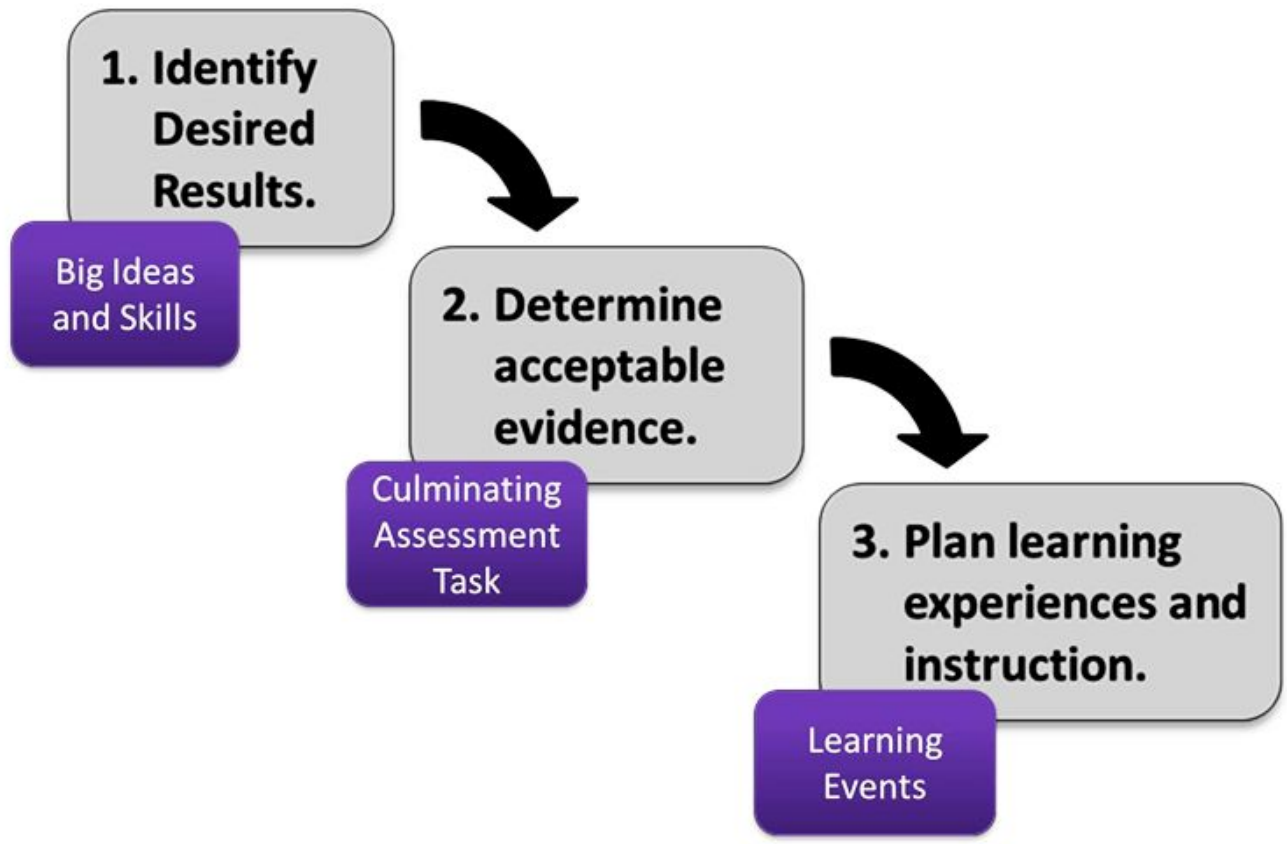 1. Identify
Desired
Results.
Big Ideas
and Skills
2. Determine
acceptable
evidence.
Culminating
Assessment
Task
3. Plan learning
experiences and
instruction.
Learning
Events